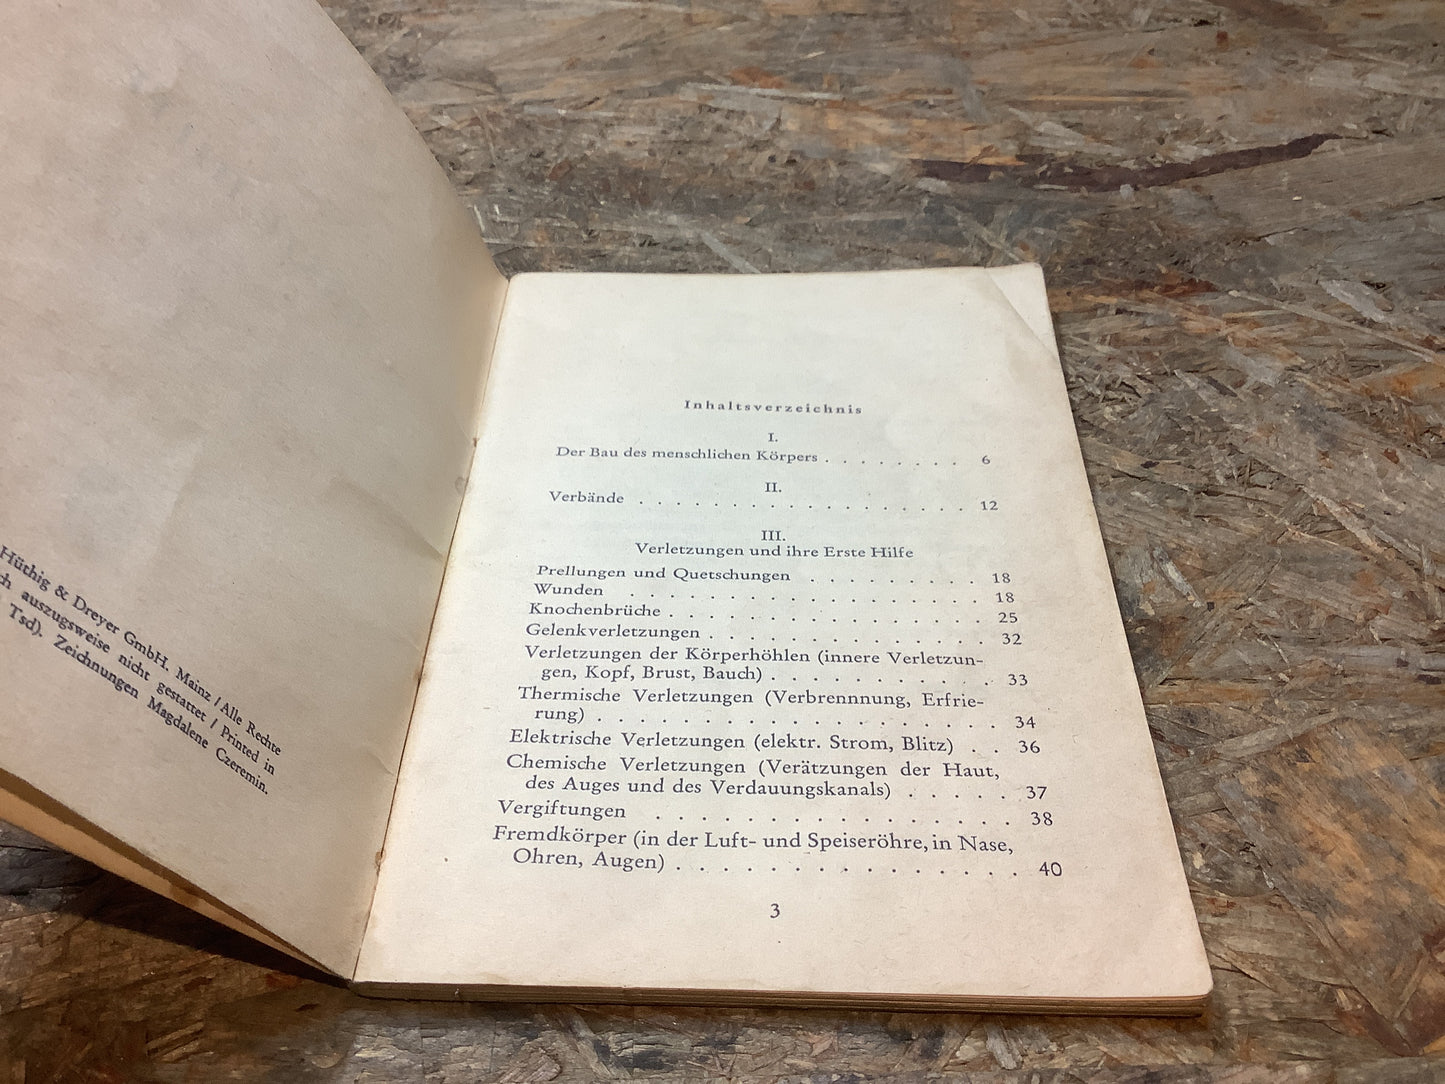 Hüthig & Dreyer GmbH. Mainz / Alle Rechte
auszugsweise nicht gestattet / Printed in
Tsd). Zeichnungen Magdalene Czeremin.
Inhaltsverzeichnis
I.
Der Bau des menschlichen Körpers . . . . . . . . 6
II.
Verbände . . . . . . . . . . . . . . . . . 12
III.
Verletzungen und ihre Erste Hilfe
Prellungen und Quetschungen . . . . . . . . . 18
Wunden . . . . . . . . . . . . . . . . . 18
Knochenbrüche . . . . . . . . . . . . . . . 25
Gelenkverletzungen . . . . . . . . . . . . . 32
Verletzungen der Körperhöhlen (innere Verletzun-
gen, Kopf, Brust, Bauch) . . . . . . . . . . 33
Thermische Verletzungen (Verbrennnung, Erfrie-
rung) . . . . . . . . . . . . . . . . . . 34
Elektrische Verletzungen (elektr. Strom, Blitz) . . 36
Chemische Verletzungen (Verätzungen der Haut,
des Auges und des Verdauungskanals) . . . . . 37
Vergiftungen . . . . . . . . . . . . . . . . 38
Fremdkörper (in der Luft- und Speiseröhre, in Nase,
Ohren, Augen) . . . . . . . . . . . . . . . 40
3